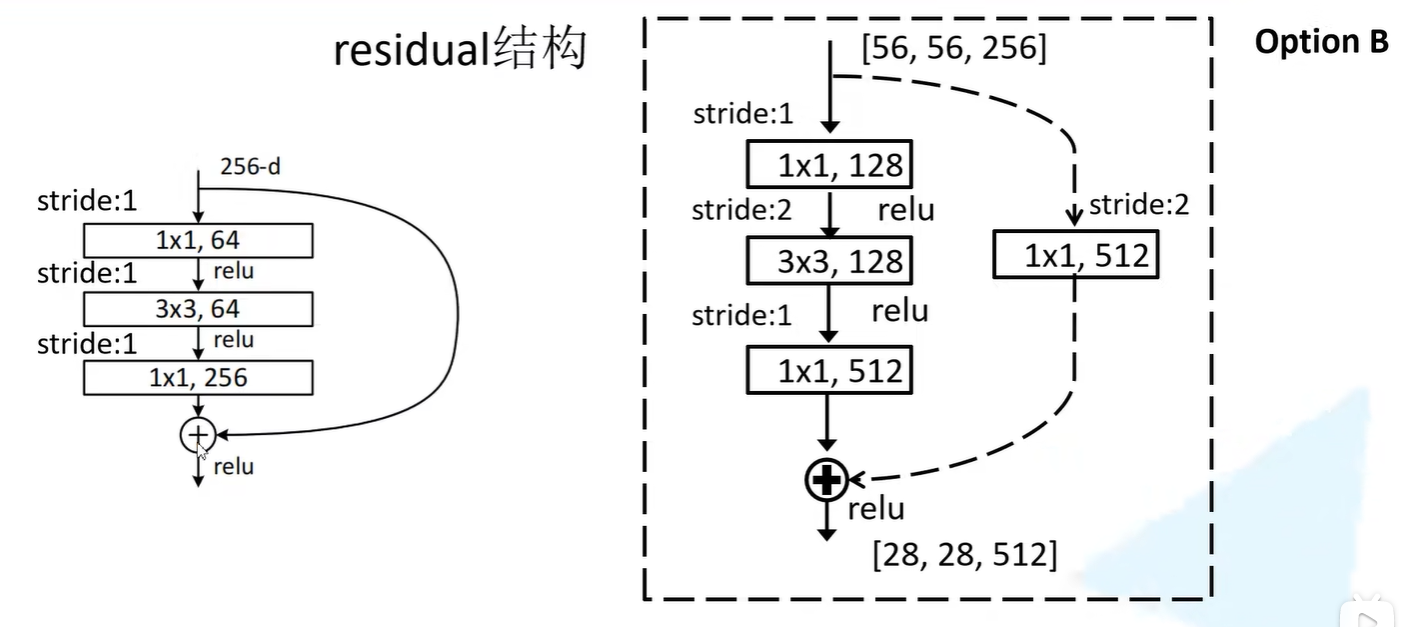 residual结构
256-d
stride:1
1x1, 64
stride:1
relu
3x3, 64
stride:1
relu
1x1, 256
relu
Option B
[56, 56, 256]
stride:1
1x1, 128
stride:2
relu
stride:2
3x3, 128
1x1, 512
stride:1
relu
1x1, 512
relu
[28, 28, 512]